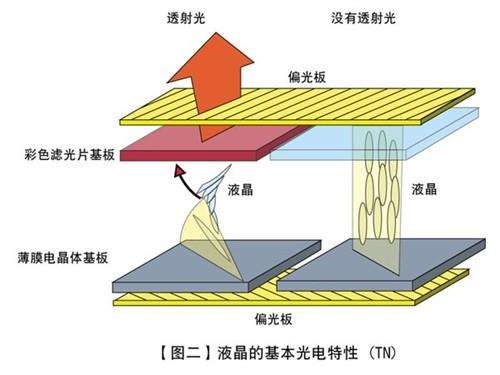 透射光
没有透射光
偏光板
彩色滤光片基板
液晶
液晶
薄膜电晶体基板
偏光板
【图二】液晶的基本光电特性 (TN)